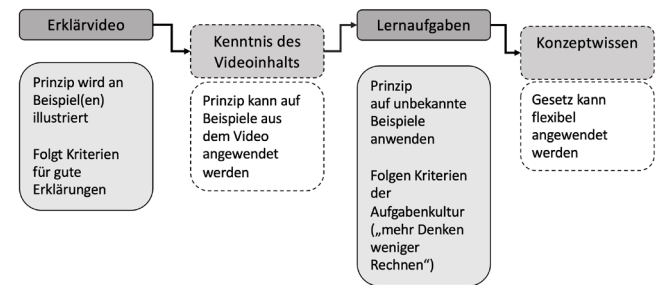 Erklärvideo
Prinzip wird an
Beispiel(en)
illustriert
Folgt Kriterien
für gute
Erklärungen
Kenntnis des
Videoinhalts
Prinzip kann auf
Beispiele aus
dem Video
angewendet
werden
Lernaufgaben
Prinzip
auf unbekannte
Beispiele
anwenden
Folgen Kriterien
der
Aufgabenkultur
(„mehr Denken
weniger
Rechnen“)
Konzeptwissen
Gesetz kann
flexibel
angewendet
werden